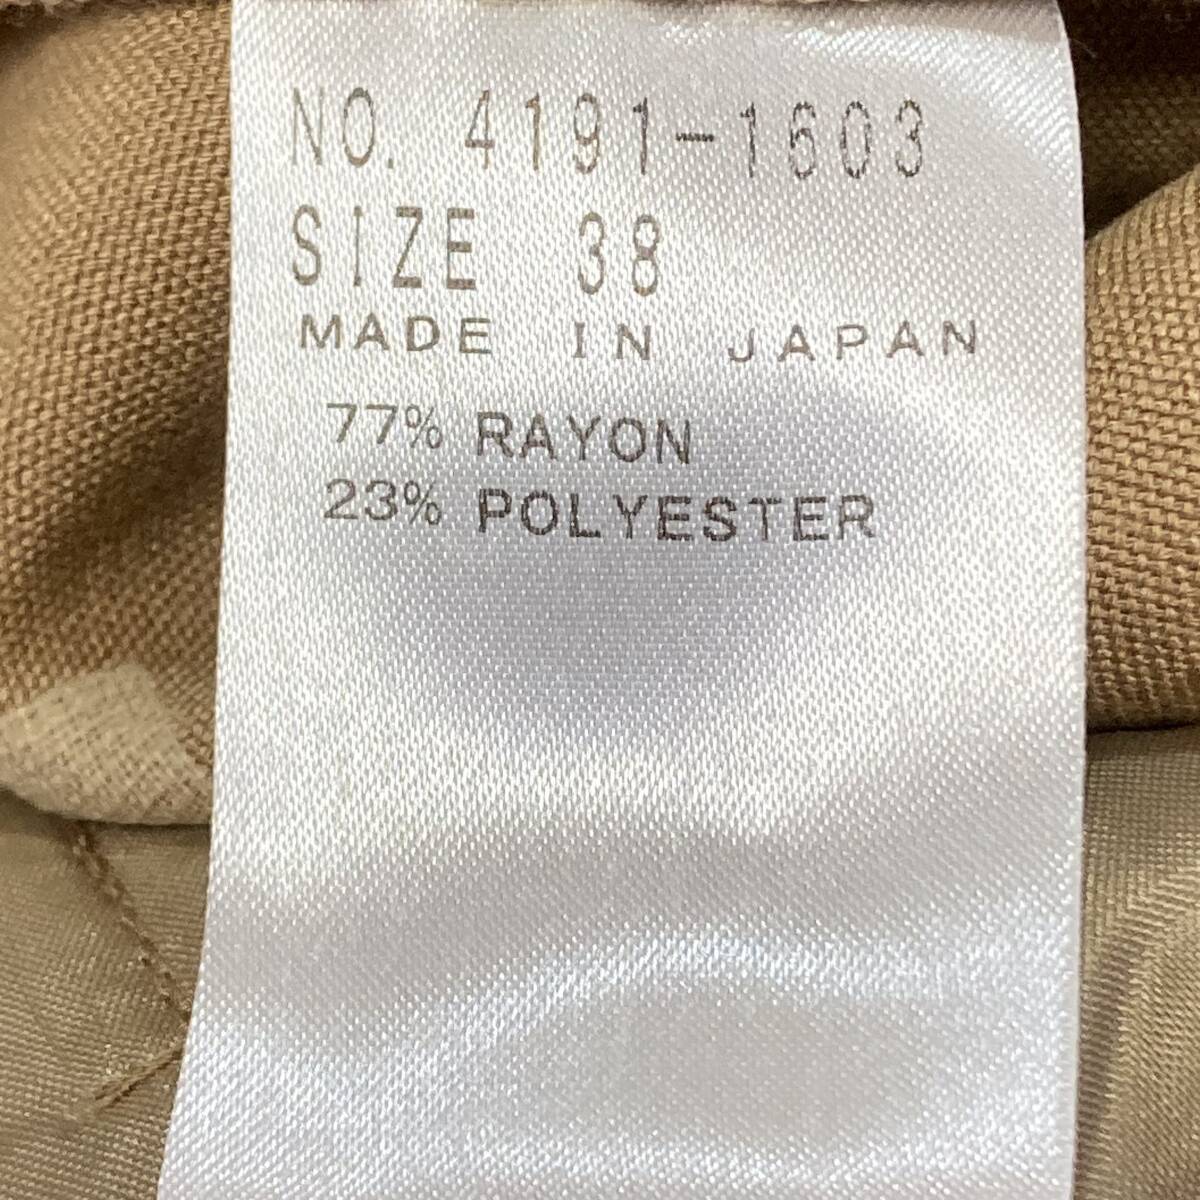 NO. 4191-1603
SIZE 38
MADE IN JAPAN
77% RAYON
23% POLYESTER